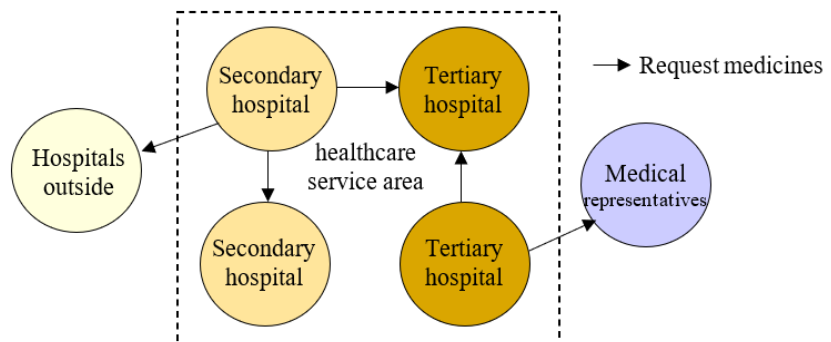 Secondary
hospital
Tertiary
hospital
Request medicines
Hospitals
outside
healthcare
service area
Medical
representatives
Secondary
hospital
Tertiary
hospital